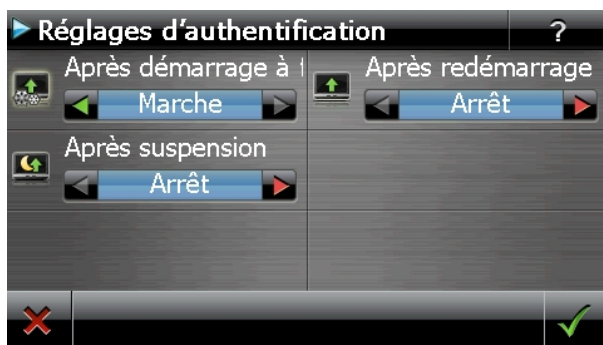 Réglages d'authentification
?
Après démarrage à
Marche
Après redémarrage
Arrêt
Après suspension
Arrêt